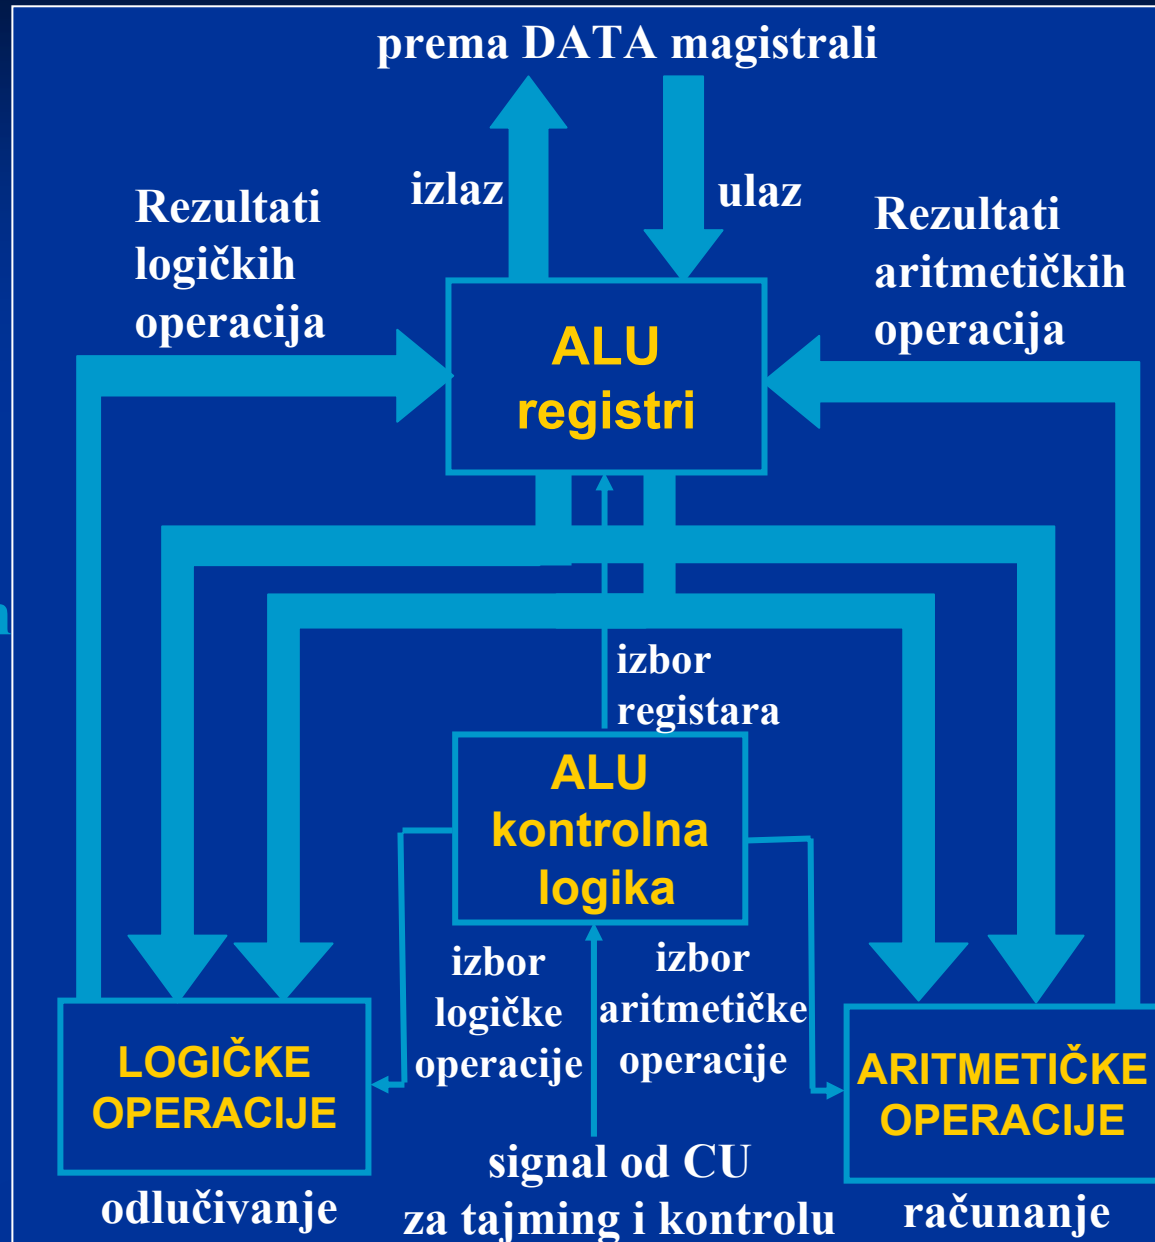 prema DATA magistrali
izlaz
ulaz
Rezultati
logičkih
operacija
Rezultati
aritmetičkih
operacija
ALU
registri
izbor
registara
ALU
kontrolna
logika
izbor
logičke
operacije
izbor
aritmetičke
operacije
LOGIČKE
OPERACIJE
ARITMETIČKE
OPERACIJE
odlučivanje
signal od CU
za tajming i kontrolu
računanje